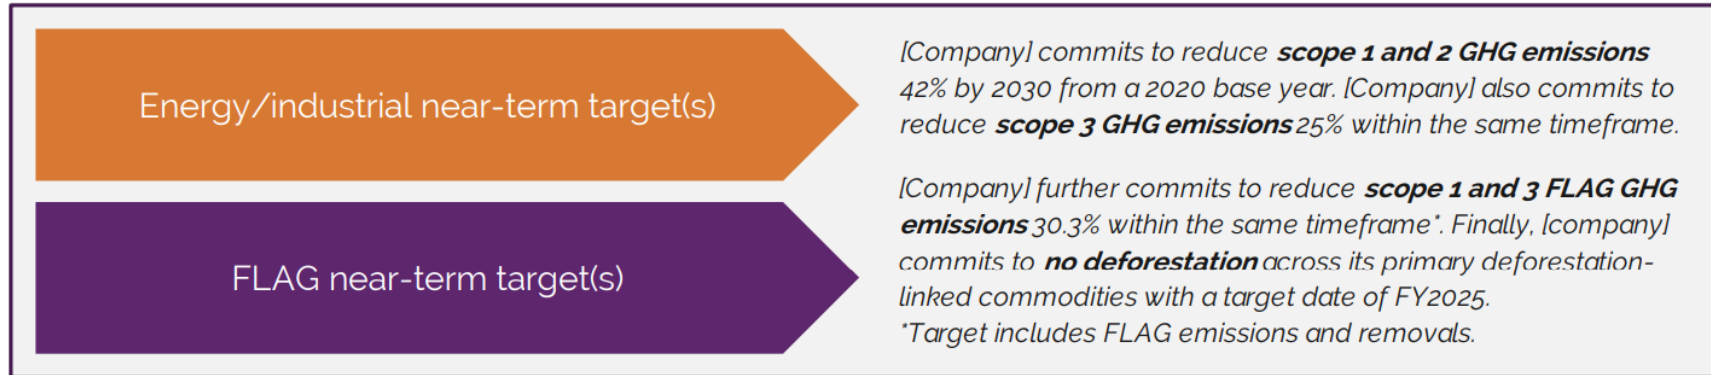 Energy/industrial near-term target(s)
[Company] commits to reduce scope 1 and 2 GHG emissions
42% by 2030 from a 2020 base year. [Company] also commits to
reduce scope 3 GHG emissions 25% within the same timeframe.
FLAG near-term target(s)
[Company] further commits to reduce scope 1 and 3 FLAG GHG
emissions 30.3% within the same timeframe*. Finally, [company]
commits to no deforestation across its primary deforestation-
linked commodities with a target date of FY2025.
*Target includes FLAG emissions and removals.